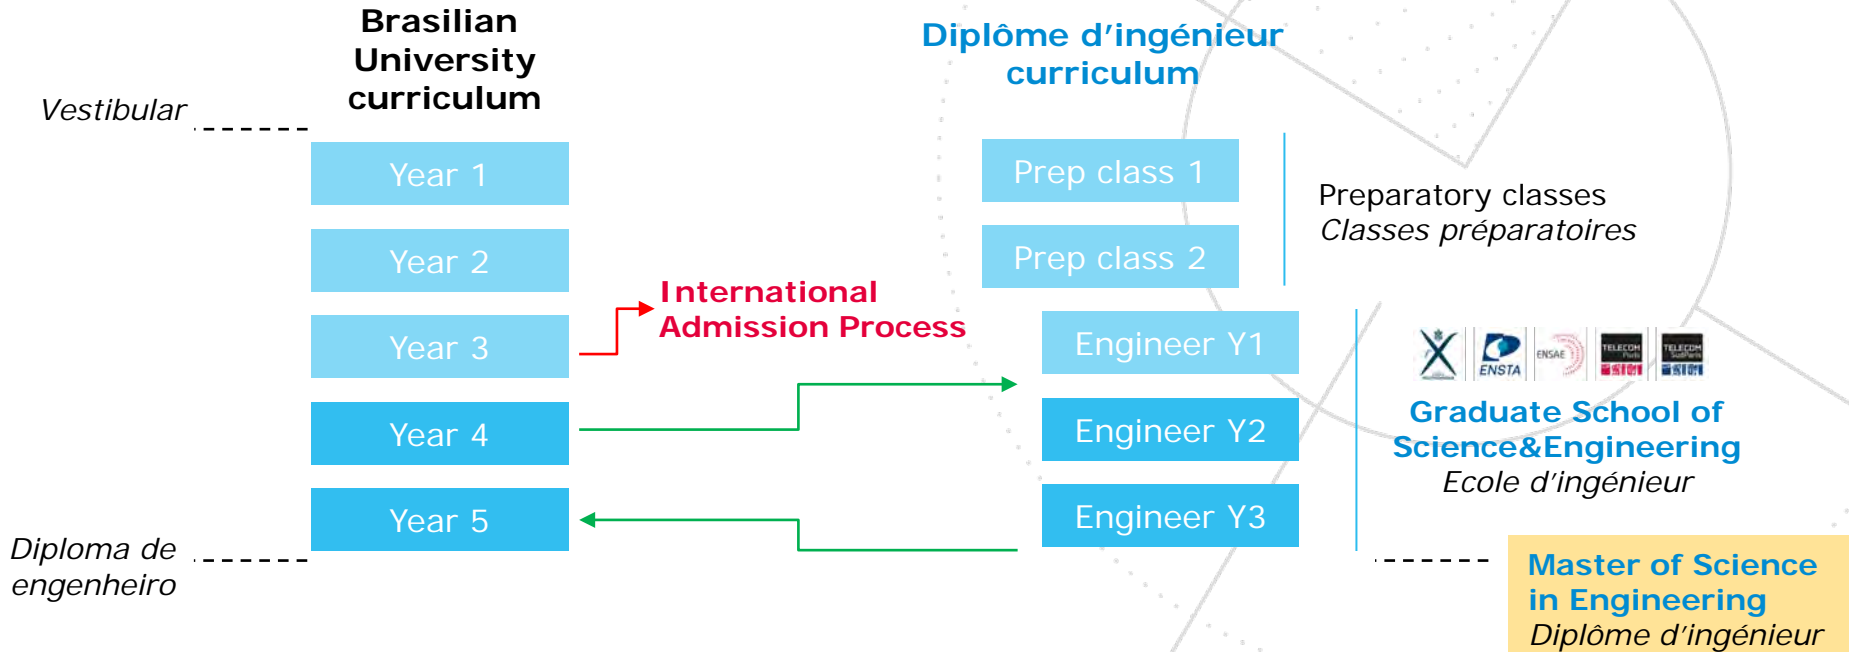 Brasilian
University
curriculum
Diplôme d'ingénieur
curriculum
Vestibular
Year 1
Year 2
Year 3
Year 4
Year 5
Diploma de
engenheiro
International
Admission Process
Prep class 1
Prep class 2
Preparatory classes
Classes préparatoires
Engineer Y1
Engineer Y2
Engineer Y3
ENSTA
ENSAE
TELECOM
Paris
TELECOM
SudParis
Graduate School of
Science&Engineering
Ecole d'ingénieur
Master of Science
in Engineering
Diplôme d'ingénieur